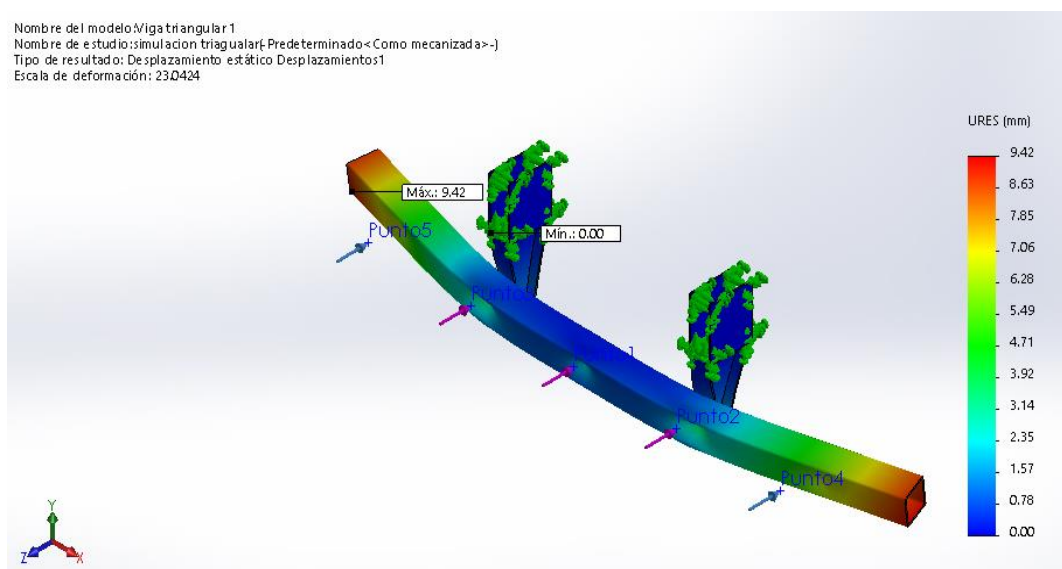 Nombre del modelo:Viga triangular 1
Nombre de estudio:simulacion triagualar(-Predeterminado<Como mecanizada>-)
Tipo de resultado: Desplazamiento estático Desplazamientos1
Escala de deformación: 23.0424
URES (mm)
9.42
8.63
7.85
7.06
6.28
5.49
4.71
3.92
3.14
2.35
1.57
0.78
0.00
Máx.: 9.42
Punto5
Mín.: 0.00
Punto2
Punto4
Y
Z
X